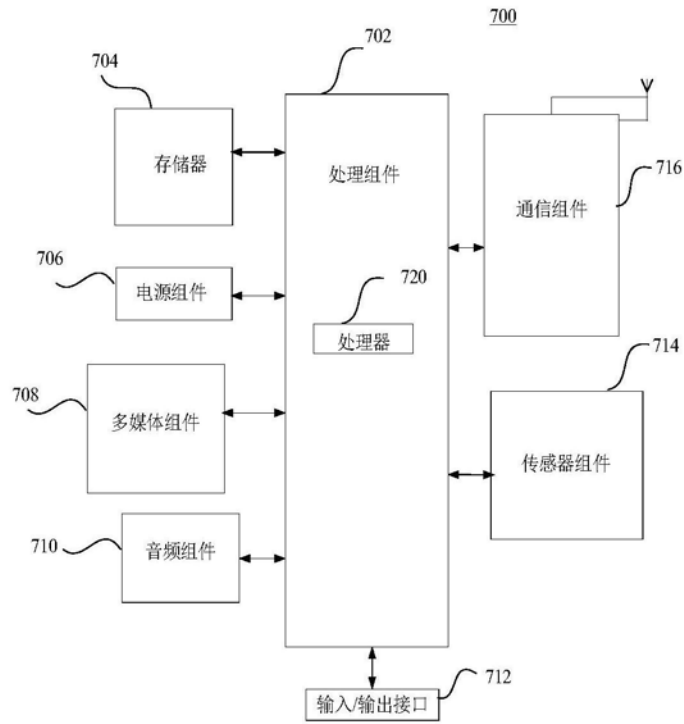 700
702
704
存储器
处理组件
716
通信组件
706
电源组件
720
处理器
714
708
多媒体组件
传感器组件
710
音频组件
712
输入/输出接口